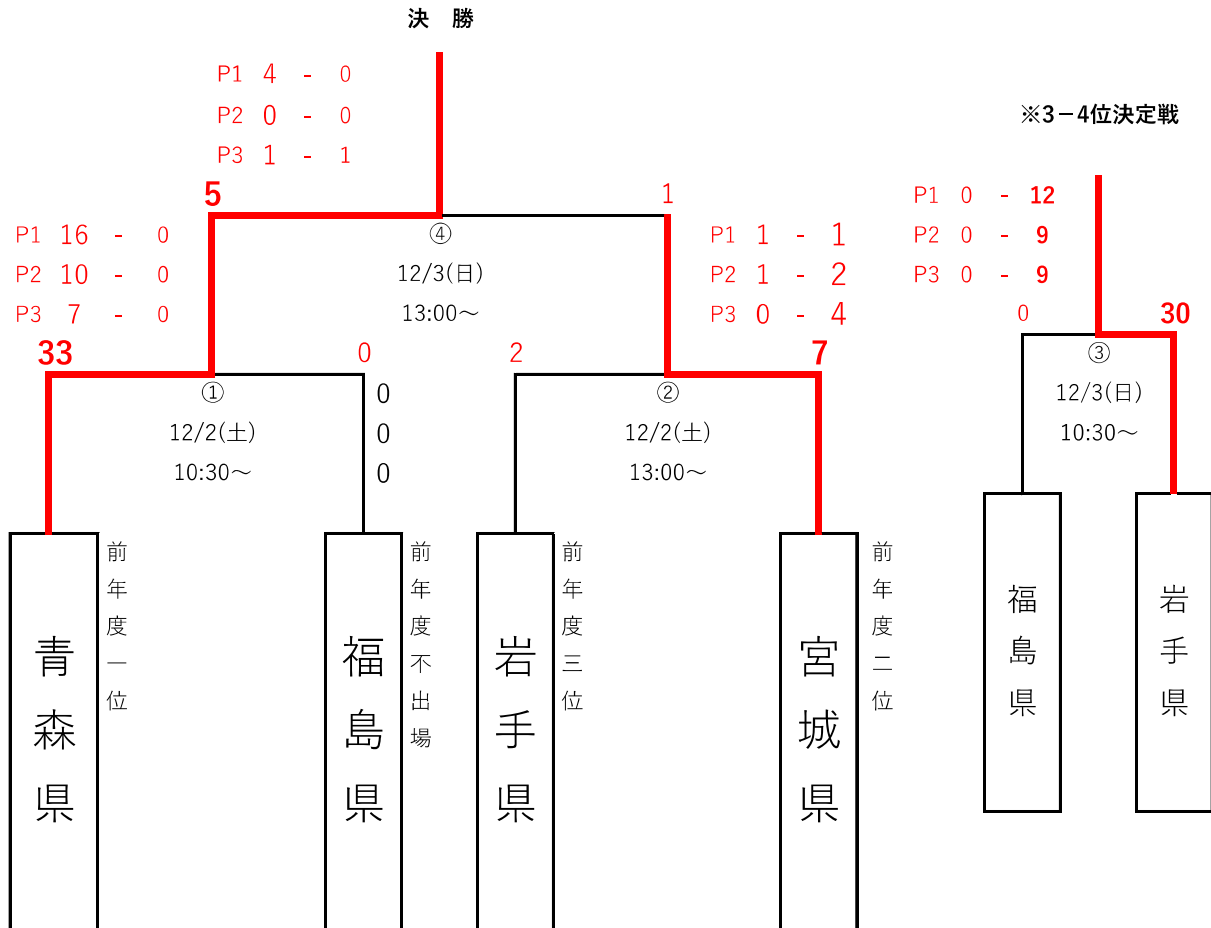 決 勝
P1 4 - 0
P2 0 - 0
P3 1 - 1
※3－4位決定戦
5
1
P1 16 - 0
P2 10 - 0
P3 7 - 0
④
12/3(日)
13:00～
P1 1 - 1
P2 1 - 2
P3 0 - 4
P1 0 - 12
P2 0 - 9
P3 0 - 9
33
0
2
7
0
30
①
12/2(土)
10:30～
0
0
0
②
12/2(土)
13:00～
③
12/3(日)
10:30～
青森県
前年度一位
福島県
前年度不出場
岩手県
前年度三位
宮城県
前年度二位
福島県
岩手県